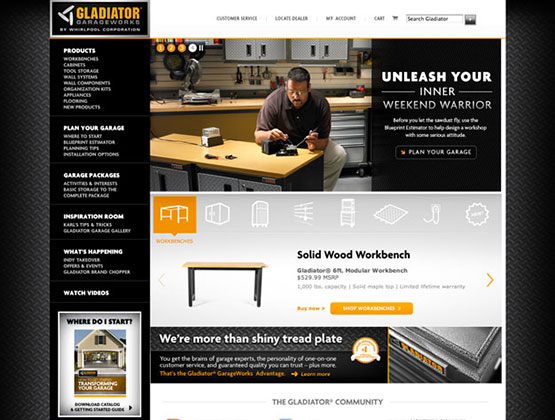 GLADIATOR
GARAGEWORKS
BY WHIRLPOOL CORPORATION
CUSTOMER SERVICE | LOCATE DEALER | MY ACCOUNT | CART
Search Gladiator
PRODUCTS
WORKBENCHES
CABINETS
TOOL STORAGE
WALL SYSTEMS
WALL COMPONENTS
ORGANIZATION KITS
APPLIANCES
FLOORING
NEW PRODUCTS
PLAN YOUR GARAGE
WHERE TO START
BLUEPRINT ESTIMATOR
PLANNING TIPS
INSTALLATION OPTIONS
GARAGE PACKAGES
ACTIVITIES & INTERESTS
BASIC STORAGE TO THE
COMPLETE PACKAGE
INSPIRATION ROOM
KARL'S TIPS & TRICKS
GLADIATOR GARAGE GALLERY
WHAT'S HAPPENING
INDY TAKEOVER
OFFERS & EVENTS
GLADIATOR BRAND CHOPPER
WATCH VIDEOS
WHERE DO I START?
TRANSFORMING
YOUR GARAGE
DOWNLOAD CATALOG
& GETTING STARTED GUIDE
1 2 3 4
UNLEASH YOUR
INNER
WEEKEND WARRIOR
Before you let the sawdust fly, use the
Blueprint Estimator to help design a workshop
with some serious attitude.
PLAN YOUR GARAGE
NEW!
WORKBENCHES
Solid Wood Workbench
Gladiator® 6ft. Modular Workbench
$529.99 MSRP
1,000 lbs. capacity | Solid maple top | Limited lifetime warranty
Buy now
SHOP WORKBENCHES
We're more than shiny tread plate
You get the brains of garage experts, the personality of one-on-one
customer service, and guaranteed quality you can trust – plus more.
That's the Gladiator® GarageWorks Advantage.
Learn more
#1
GLADIATOR
THE GLADIATOR® COMMUNITY